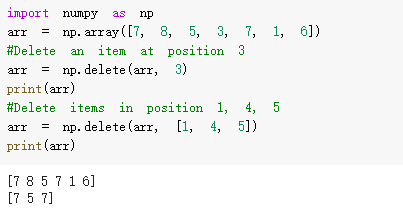 import numpy as np
arr = np.array([7, 8, 5, 3, 7, 1, 6])
#Delete an item at position 3
arr = np.delete(arr, 3)
print(arr)
#Delete items in position 1, 4, 5
arr = np.delete(arr, [1, 4, 5])
print(arr)
[7 8 5 7 1 6]
[7 5 7]